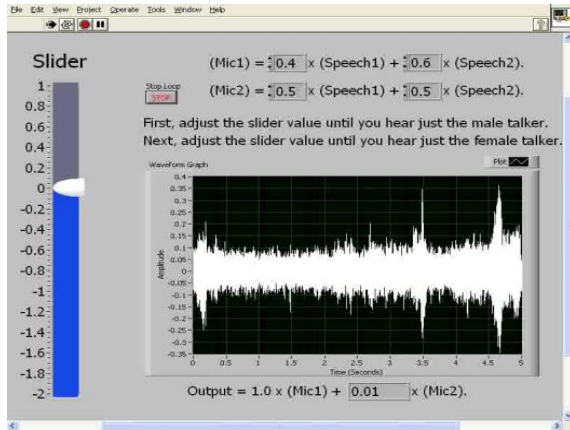 File Edit View Project Operate Tools Window Help
Slider
(Mic1) = 0.4 x (Speech1) + 0.6 x (Speech2).
Stop Loop
STOP
(Mic2) = 0.5 x (Speech1) + 0.5 x (Speech2).
First, adjust the slider value until you hear just the male talker.
Next, adjust the slider value until you hear just the female talker.
Waveform Graph
Plot
1
0.8
0.6
0.4
0.2
0
-0.2
-0.4
-0.6
-0.8
-1
-1.2
-1.4
-1.6
-1.8
-2
Amplitude
0.4
0.35
0.3
0.25
0.2
0.15
0.1
0.05
0
-0.05
-0.1
-0.15
-0.2
-0.25
-0.3
-0.35
0 0.5 1 1.5 2 2.5 3 3.5 4 4.5 5
Time (Seconds)
Output = 1.0 x (Mic1) + 0.01 x (Mic2).